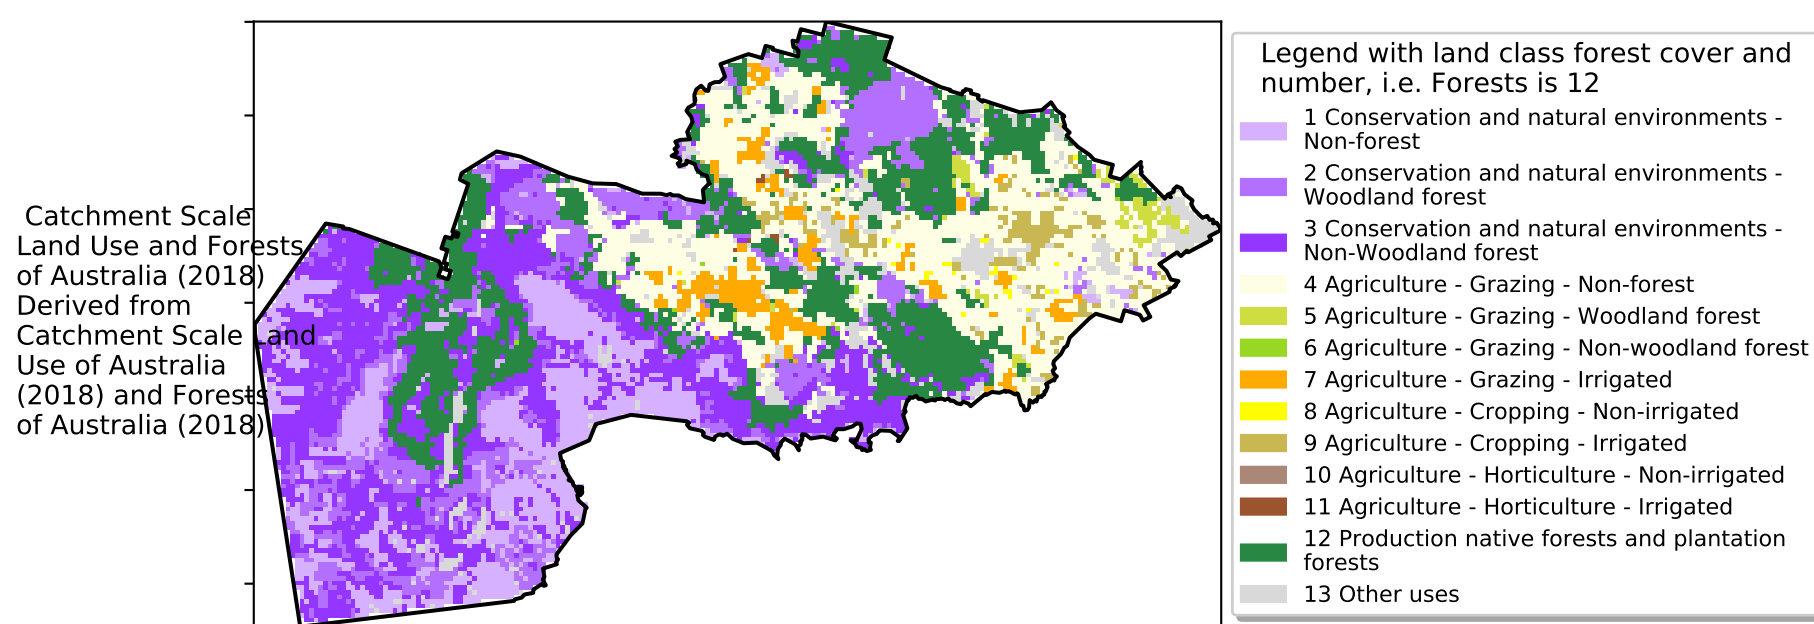 Catchment Scale
Land Use and Forests
of Australia (2018)
Derived from
Catchment Scale Land
Use of Australia
(2018) and Forests
of Australia (2018)
Legend with land class forest cover and
number, i.e. Forests is 12
1 Conservation and natural environments -
Non-forest
2 Conservation and natural environments -
Woodland forest
3 Conservation and natural environments -
Non-Woodland forest
4 Agriculture - Grazing - Non-forest
5 Agriculture - Grazing - Woodland forest
6 Agriculture - Grazing - Non-woodland forest
7 Agriculture - Grazing - Irrigated
8 Agriculture - Cropping - Non-irrigated
9 Agriculture - Cropping - Irrigated
10 Agriculture - Horticulture - Non-irrigated
11 Agriculture - Horticulture - Irrigated
12 Production native forests and plantation
forests
13 Other uses